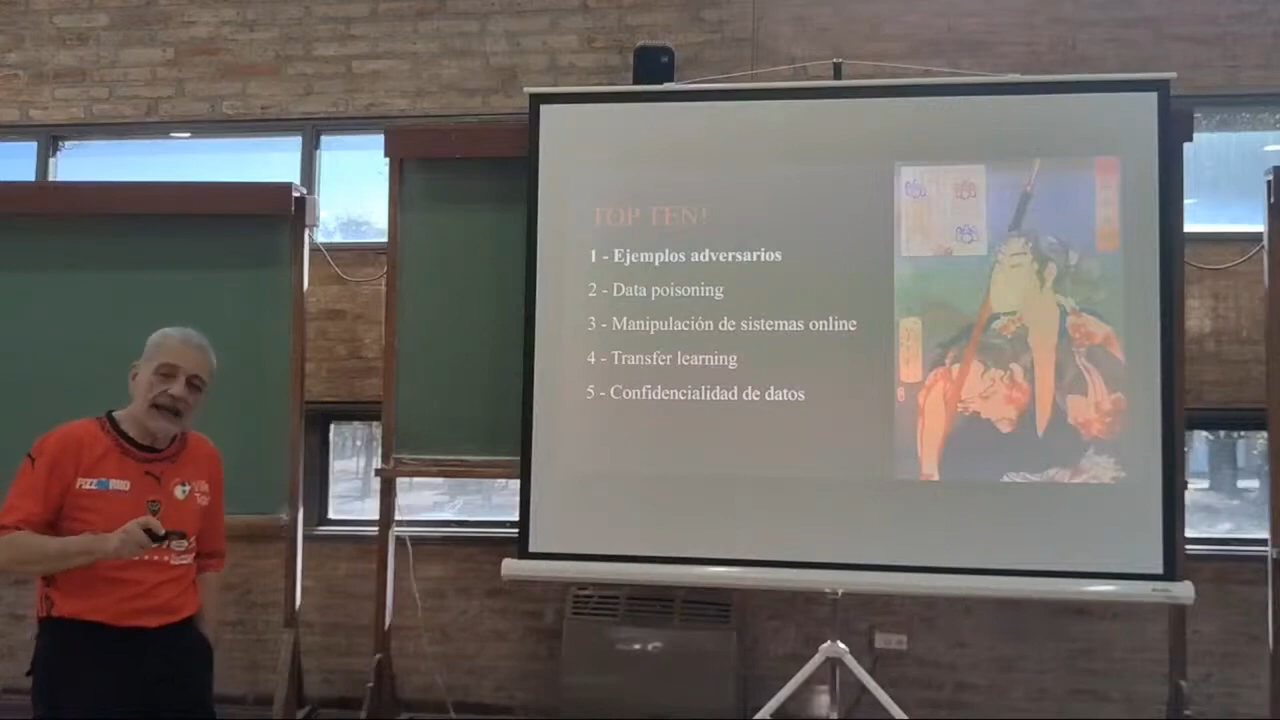 TOP TEN!
1 - Ejemplos adversarios
2 - Data poisoning
3 - Manipulación de sistemas online
4 - Transfer learning
5 - Confidencialidad de datos